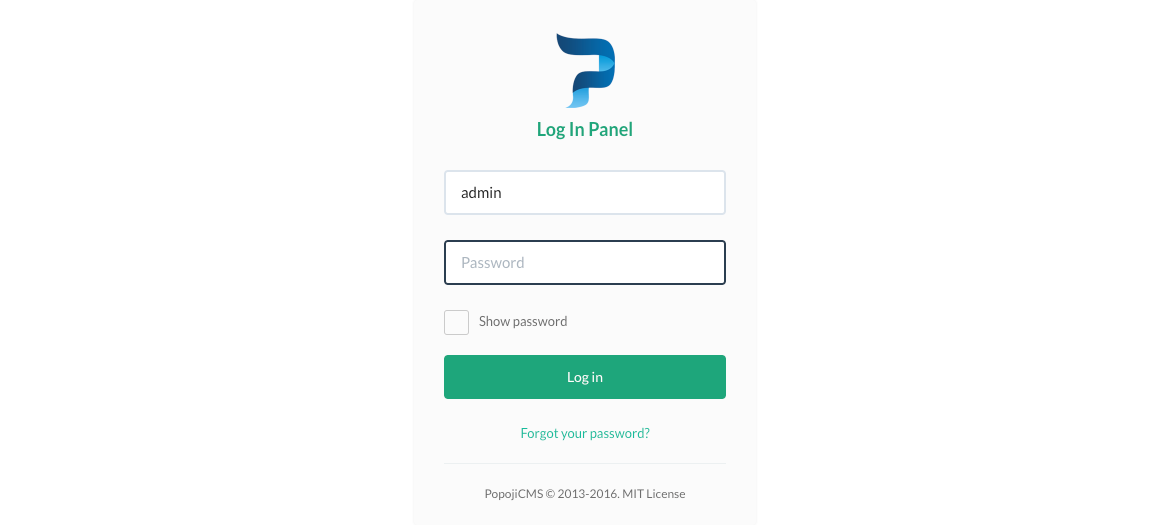 Log In Panel
admin
Password
Show password
Log in
Forgot your password?
PopojiCMS © 2013-2016. MIT License